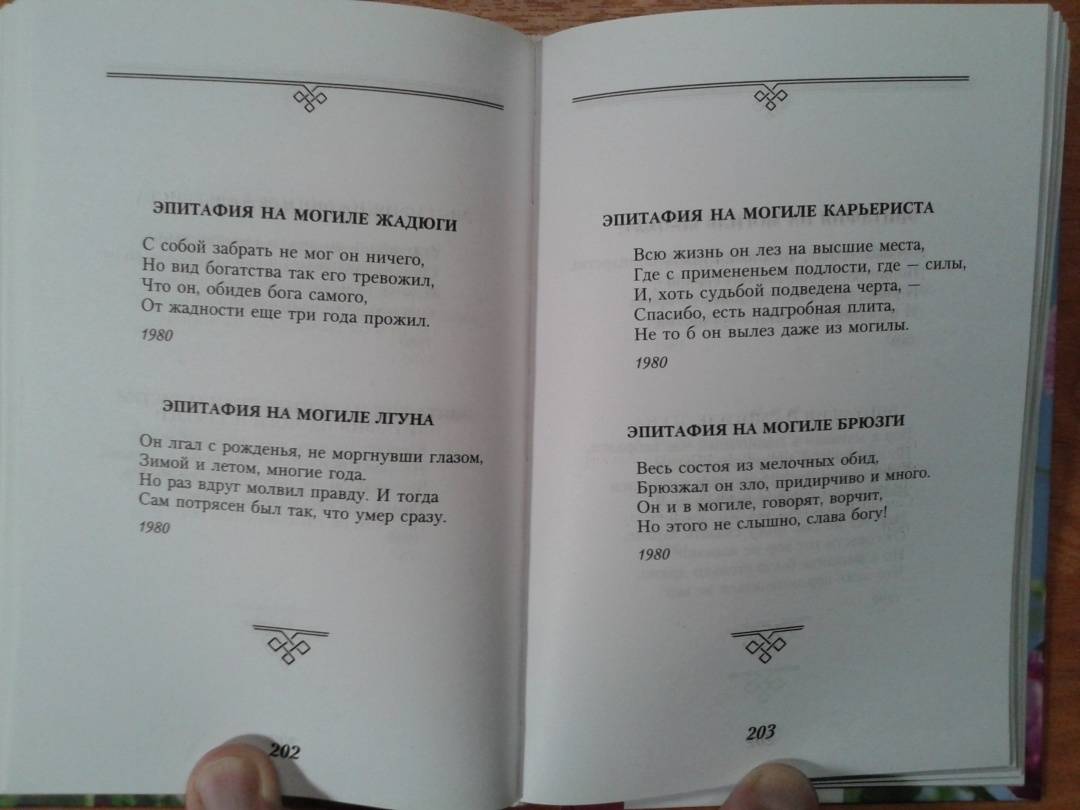 ЭПИТАФИЯ НА МОГИЛЕ ЖАДЮГИ
С собой забрать не мог он ничего,
Но вид богатства так его тревожил,
Что он, обидев бога самого,
От жадности еще три года прожил.
1980
ЭПИТАФИЯ НА МОГИЛЕ ЛГУНА
Он лгал с рожденья, не моргнувши глазом,
Зимой и летом, многие года.
Но раз вдруг молвил правду. И тогда
Сам потрясен был так, что умер сразу.
1980
202
ЭПИТАФИЯ НА МОГИЛЕ КАРЬЕРИСТА
Всю жизнь он лез на высшие места,
Где с примененьем подлости, где — силы,
И, хоть судьбой подведена черта, —
Спасибо, есть надгробная плита,
Не то б он вылез даже из могилы.
1980
ЭПИТАФИЯ НА МОГИЛЕ БРЮЗГИ
Весь состоя из мелочных обид,
Брюзжал он зло, придирчиво и много.
Он и в могиле, говорят, ворчит,
Но этого не слышно, слава богу!
1980
203